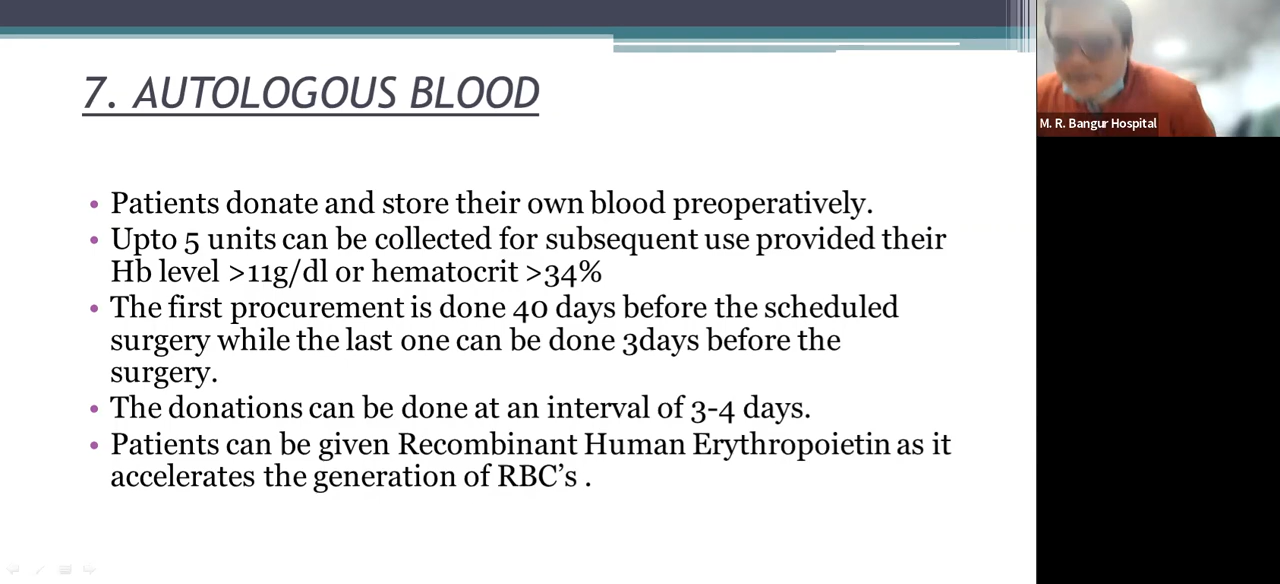 7. AUTOLOGOUS BLOOD
M. R. Bangur Hospital
• Patients donate and store their own blood preoperatively.
• Upto 5 units can be collected for subsequent use provided their
Hb level >11g/dl or hematocrit >34%
• The first procurement is done 40 days before the scheduled
surgery while the last one can be done 3days before the
surgery.
• The donations can be done at an interval of 3-4 days.
• Patients can be given Recombinant Human Erythropoietin as it
accelerates the generation of RBC’s .